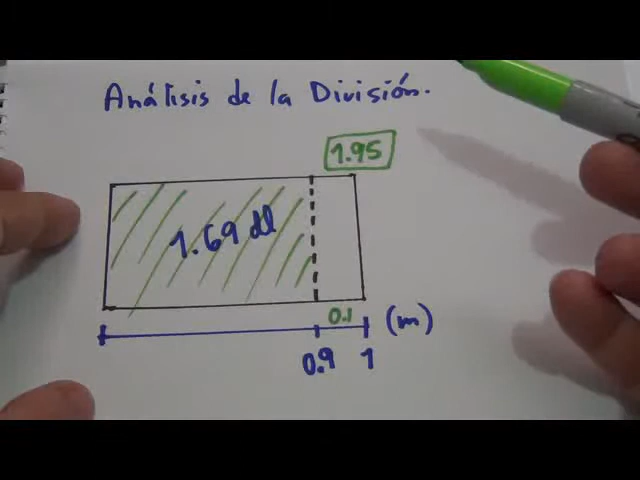 Análisis de la División.
1.95
1.69 dl
0.1
(m)
0.9 1